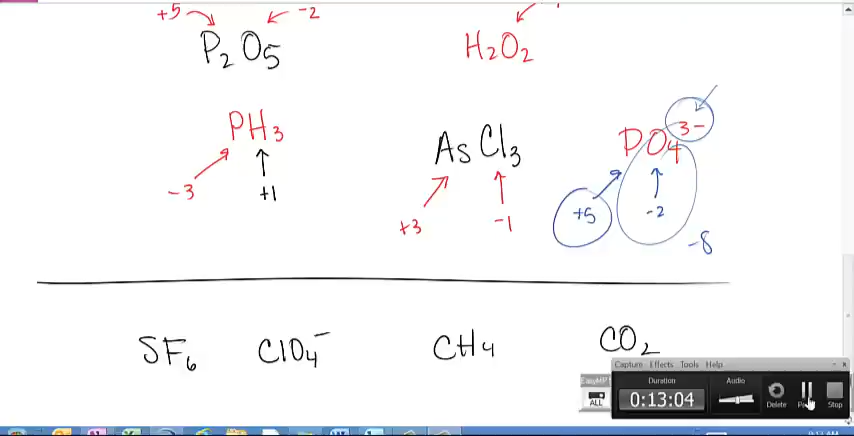 +5 -2
P2O5 H2O2
PH3 AsCl3 PO4 3-
-3 +1 +3 -1 +5 -2
-8
SF6 ClO4- CH4 CO2
Capture Effects Tools Help
Duration Audio
0:13:04 Delete Stop
ALL